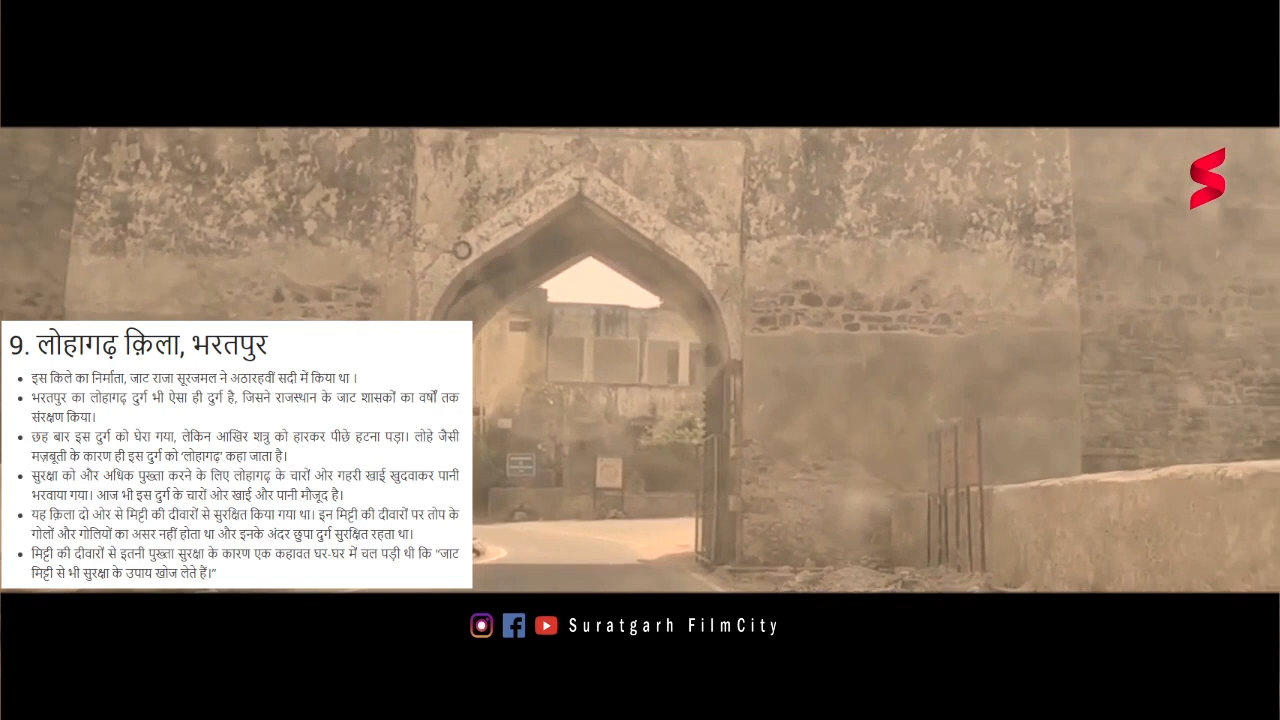 9. लोहागढ़ क़िला, भरतपुर
इस किले का निर्माता, जाट राजा सूरजमल ने अठारहवीं सदी में किया था ।
भरतपुर का लोहागढ़ दुर्ग भी ऐसा ही दुर्ग है, जिसने राजस्थान के जाट शासकों का वर्षों तक
संरक्षण किया।
छह बार इस दुर्ग को घेरा गया, लेकिन आखिर शत्रु को हारकर पीछे हटना पड़ा। लोहे जैसी
मज़बूती के कारण ही इस दुर्ग को 'लोहागढ़' कहा जाता है।
सुरक्षा को और अधिक पुख्ता करने के लिए लोहागढ़ के चारों ओर गहरी खाई खुदवाकर पानी
भरवाया गया। आज भी इस दुर्ग के चारों ओर खाई और पानी मौजूद है।
यह क़िला दो ओर से मिट्टी की दीवारों से सुरक्षित किया गया था। इन मिट्टी की दीवारों पर तोप के
गोलों और गोलियों का असर नहीं होता था और इनके अंदर छुपा दुर्ग सुरक्षित रहता था।
मिट्टी की दीवारों से इतनी पुख्ता सुरक्षा के कारण एक कहावत घर-घर में चल पड़ी थी कि "जाट
मिट्टी से भी सुरक्षा के उपाय खोज लेते हैं।"
Suratgarh FilmCity